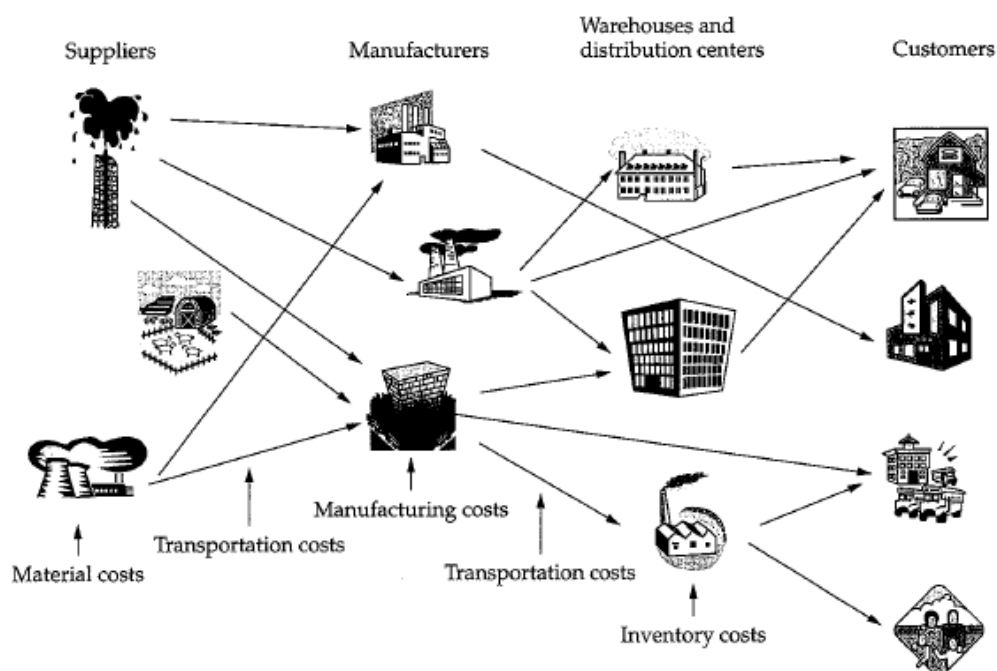 Suppliers
Manufacturers
Warehouses and
distribution centers
Customers
Manufacturing costs
Transportation costs
Material costs
Transportation costs
Inventory costs